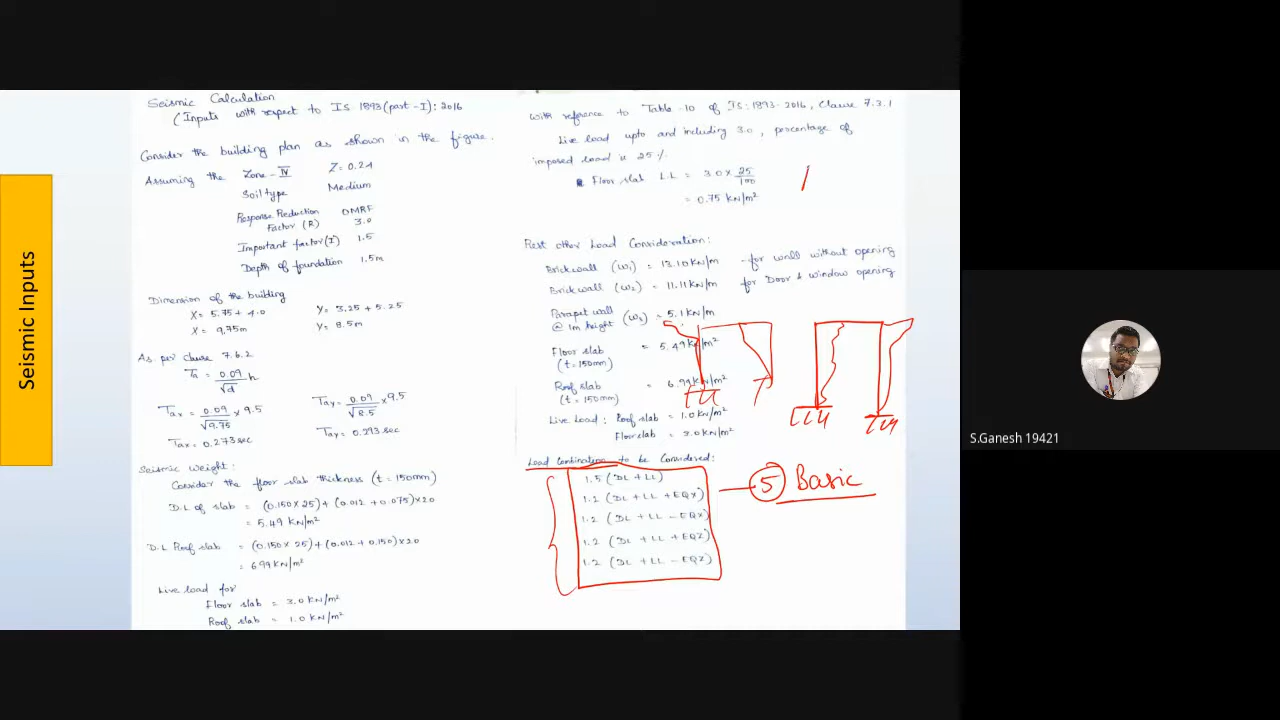 Seismic Inputs
Seismic Calculation
(Inputs with respect to IS 1893 (part-I): 2016
Consider the building plan as shown in the figure.
Assuming the Zone-IV Z=0.24
Soil type Medium
Response Reduction OMRF
Factor (R) 3.0
Important factor(I) 1.5
Depth of foundation 1.5m
Dimension of the building
X= 5.75+4.0 Y= 3.25+5.25
X= 9.75m Y= 8.5m
As per clause 7.6.2
Ta = 0.09/√d h
Tax = 0.09/√9.75 × 9.5 Tay = 0.09/√8.5 × 9.5
Tax = 0.273sec Tay = 0.293 sec
Seismic weight:
Consider the floor slab thickness (t = 150mm)
D.L of slab = (0.150×25)+(0.012+0.075)×20
= 5.49 KN/m²
D.L Roof slab = (0.150×25)+(0.012+0.150)×20
= 6.99 KN/m²
Live load for
Floor slab = 3.0 KN/m²
Roof slab = 1.0 KN/m²
With reference to Table-10 of IS:1893-2016, Clause 7.3.1
Live load upto and including 3.0, percentage of
imposed load is 25%.
Floor slab LL = 3.0 × 25/100
= 0.75 KN/m²
Rest other Load Consideration:
Brick wall (w1) = 13.10 KN/m - for wall without opening
Brick wall (w2) = 11.11 KN/m for Door & window opening
Parapet wall (w3) = 5.1 KN/m
@ 1m height
Floor slab = 5.49 KN/m²
(t=150mm)
Roof slab = 6.99 KN/m²
(t=150mm)
Live Load: Roof slab = 1.0 KN/m²
Floor slab = 3.0 KN/m²
Load Combination to be Considered:
1.5 (DL + LL)
1.2 (DL + LL + EQX)
1.2 (DL + LL - EQX)
1.2 (DL + LL + EQZ)
1.2 (DL + LL - EQZ)
5 Basic
S.Ganesh 19421